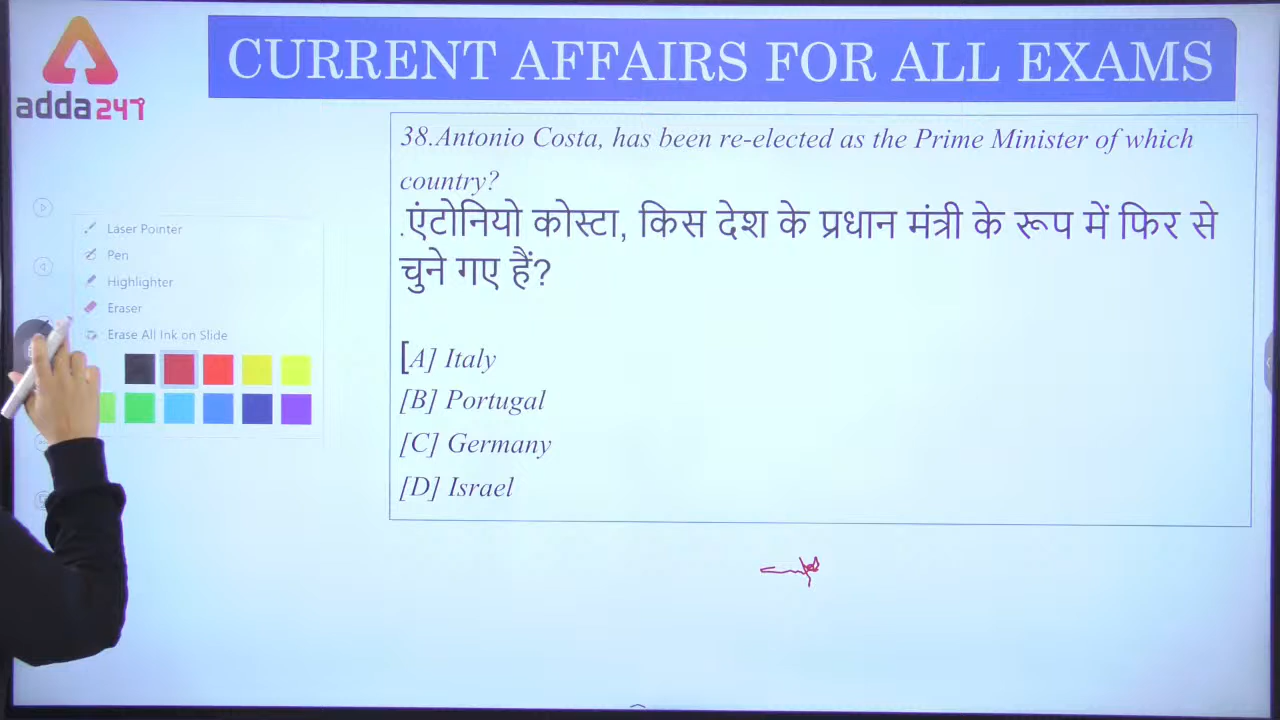 CURRENT AFFAIRS FOR ALL EXAMS
adda247
38.Antonio Costa, has been re-elected as the Prime Minister of which
country?
.एंटोनियो कोस्टा, किस देश के प्रधान मंत्री के रूप में फिर से
चुने गए हैं?
Laser Pointer
Pen
Highlighter
Eraser
Erase All Ink on Slide
[A] Italy
[B] Portugal
[C] Germany
[D] Israel